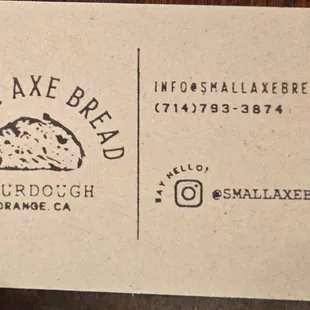 AXE BREAD
URDOUGH
ORANGE, CA
INFO@SMALLAXEBRE
(714)793-3874
SAY HELLO!
@SMALLAXEB